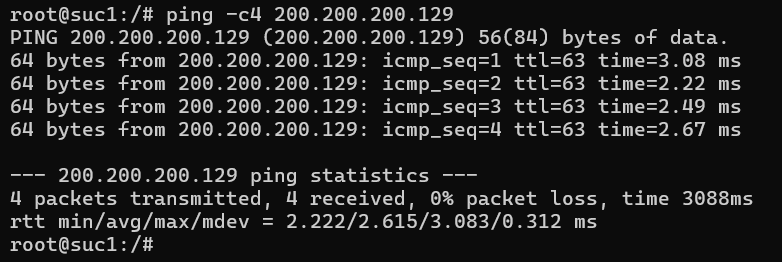 root@suc1:/# ping -c4 200.200.200.129
PING 200.200.200.129 (200.200.200.129) 56(84) bytes of data.
64 bytes from 200.200.200.129: icmp_seq=1 ttl=63 time=3.08 ms
64 bytes from 200.200.200.129: icmp_seq=2 ttl=63 time=2.22 ms
64 bytes from 200.200.200.129: icmp_seq=3 ttl=63 time=2.49 ms
64 bytes from 200.200.200.129: icmp_seq=4 ttl=63 time=2.67 ms

--- 200.200.200.129 ping statistics ---
4 packets transmitted, 4 received, 0% packet loss, time 3088ms
rtt min/avg/max/mdev = 2.222/2.615/3.083/0.312 ms
root@suc1:/#